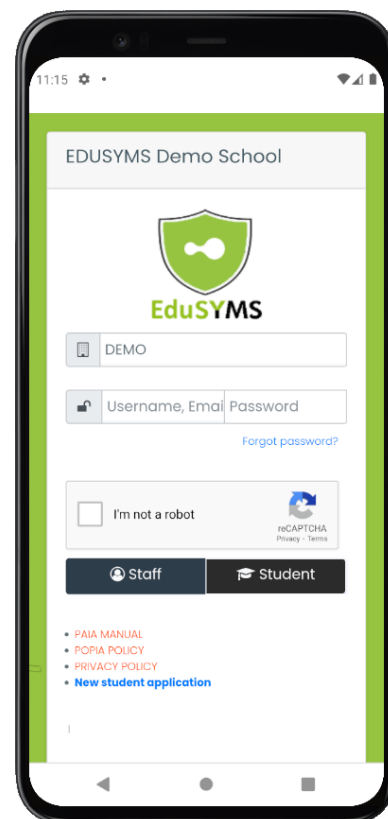 11:15
EDUSYMS Demo School
EduSYMS
DEMO
Username, Emai Password
Forgot password?
I'm not a robot
reCAPTCHA
Privacy - Terms
Staff Student
PAIA MANUAL
POPIA POLICY
PRIVACY POLICY
New student application